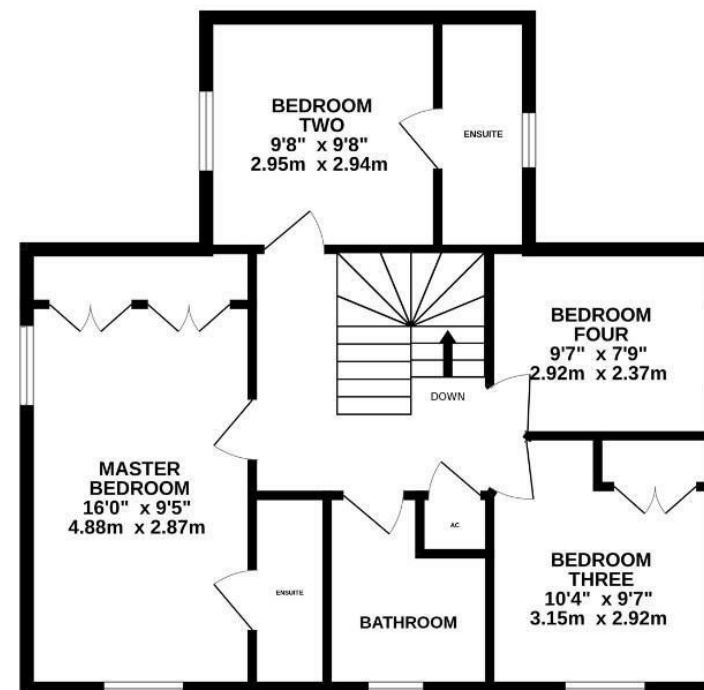 BEDROOM
TWO
9'8" x 9'8"
2.95m x 2.94m
ENSUITE
BEDROOM
FOUR
9'7" x 7'9"
2.92m x 2.37m
DOWN
MASTER
BEDROOM
16'0" x 9'5"
4.88m x 2.87m
AC
ENSUITE
BATHROOM
BEDROOM
THREE
10'4" x 9'7"
3.15m x 2.92m